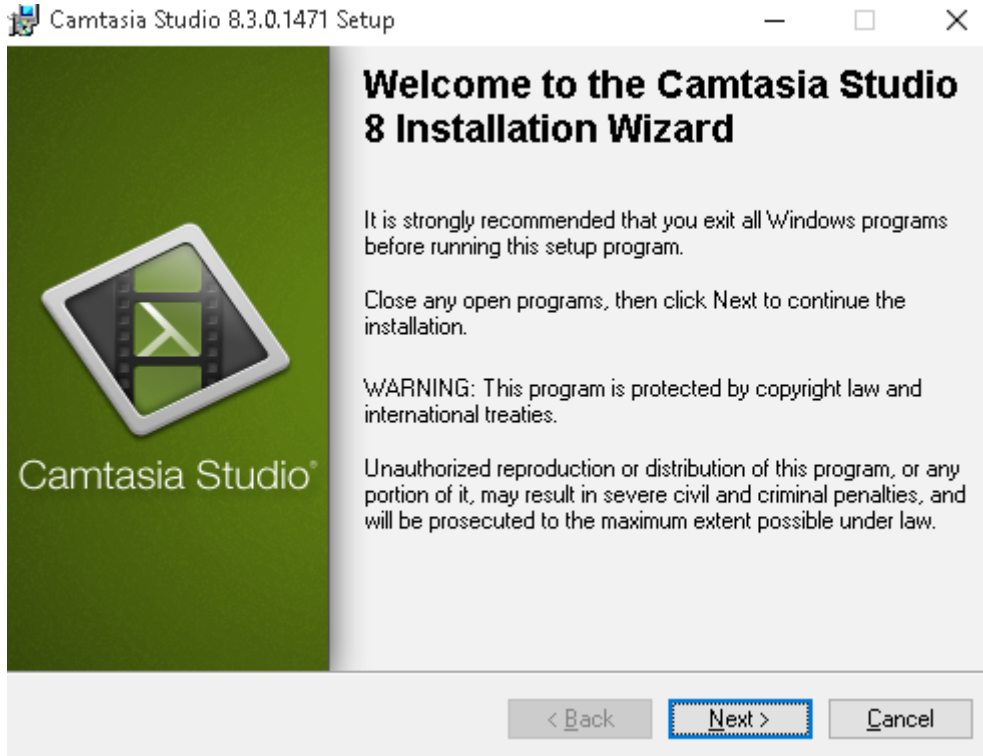 Camtasia Studio 8.3.0.1471 Setup
Welcome to the Camtasia Studio
8 Installation Wizard
It is strongly recommended that you exit all Windows programs
before running this setup program.
Close any open programs, then click Next to continue the
installation.
WARNING: This program is protected by copyright law and
international treaties.
Camtasia Studio®
Unauthorized reproduction or distribution of this program, or any
portion of it, may result in severe civil and criminal penalties, and
will be prosecuted to the maximum extent possible under law.
< Back
Next >
Cancel